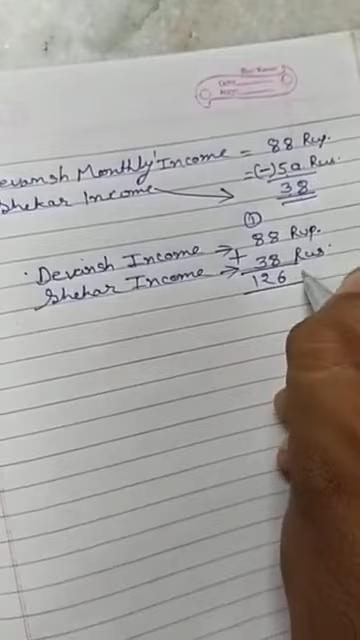 Devansh Monthly Income = 88 Rup.
Shekar Income = (-) 50 Rus.
38
①
Devansh Income → 88 Rup.
Shekar Income → + 38 Rus.
126